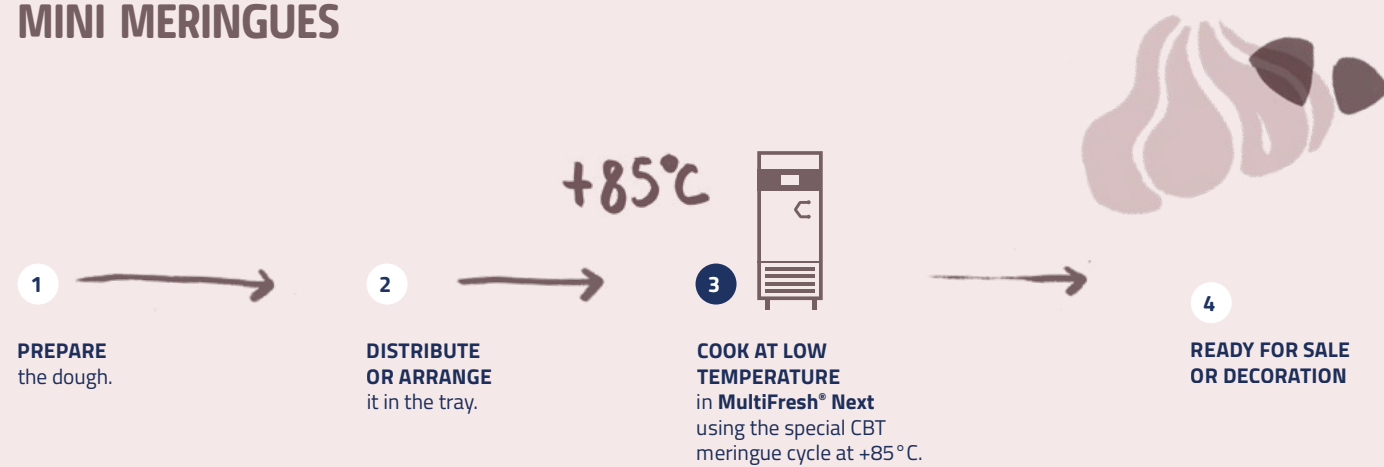 MINI MERINGUES
+85°C
1
2
3
4
PREPARE
the dough.
DISTRIBUTE
OR ARRANGE
it in the tray.
COOK AT LOW
TEMPERATURE
in MultiFresh® Next
using the special CBT
meringue cycle at +85°C.
READY FOR SALE
OR DECORATION